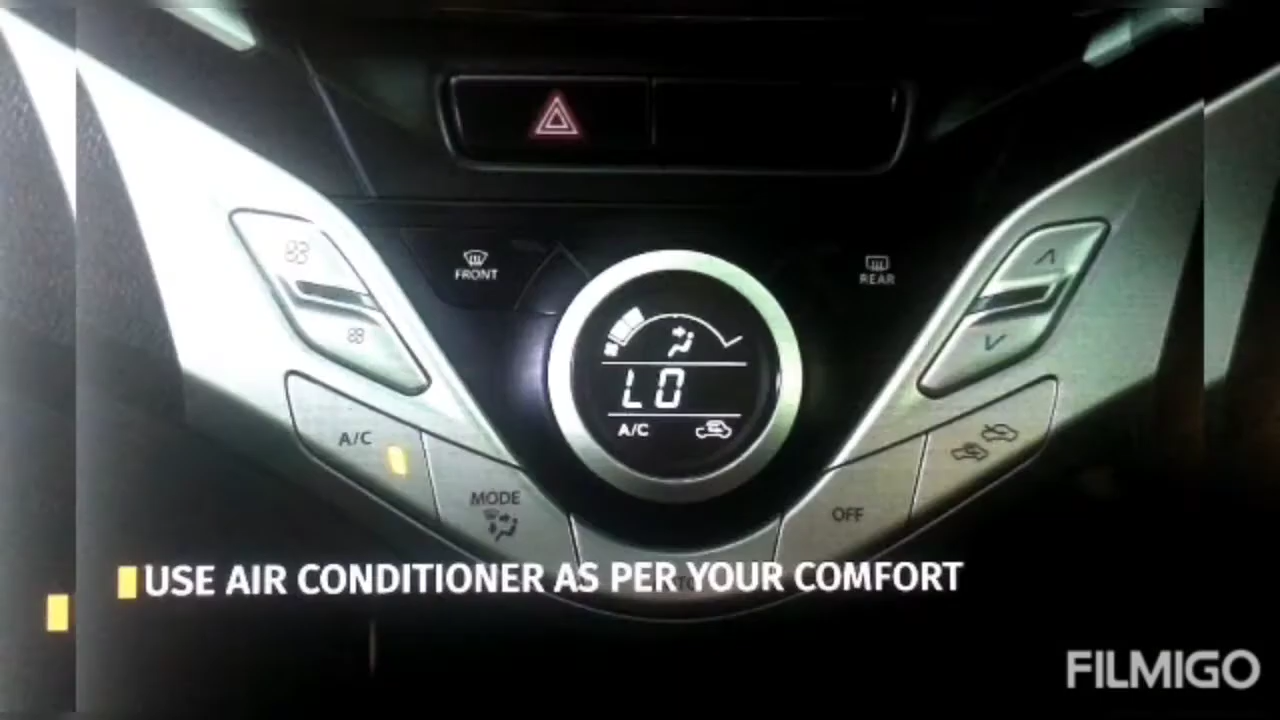 FRONT
REAR
LO
A/C
A/C
MODE
OFF
USE AIR CONDITIONER AS PER YOUR COMFORT
FILMIGO